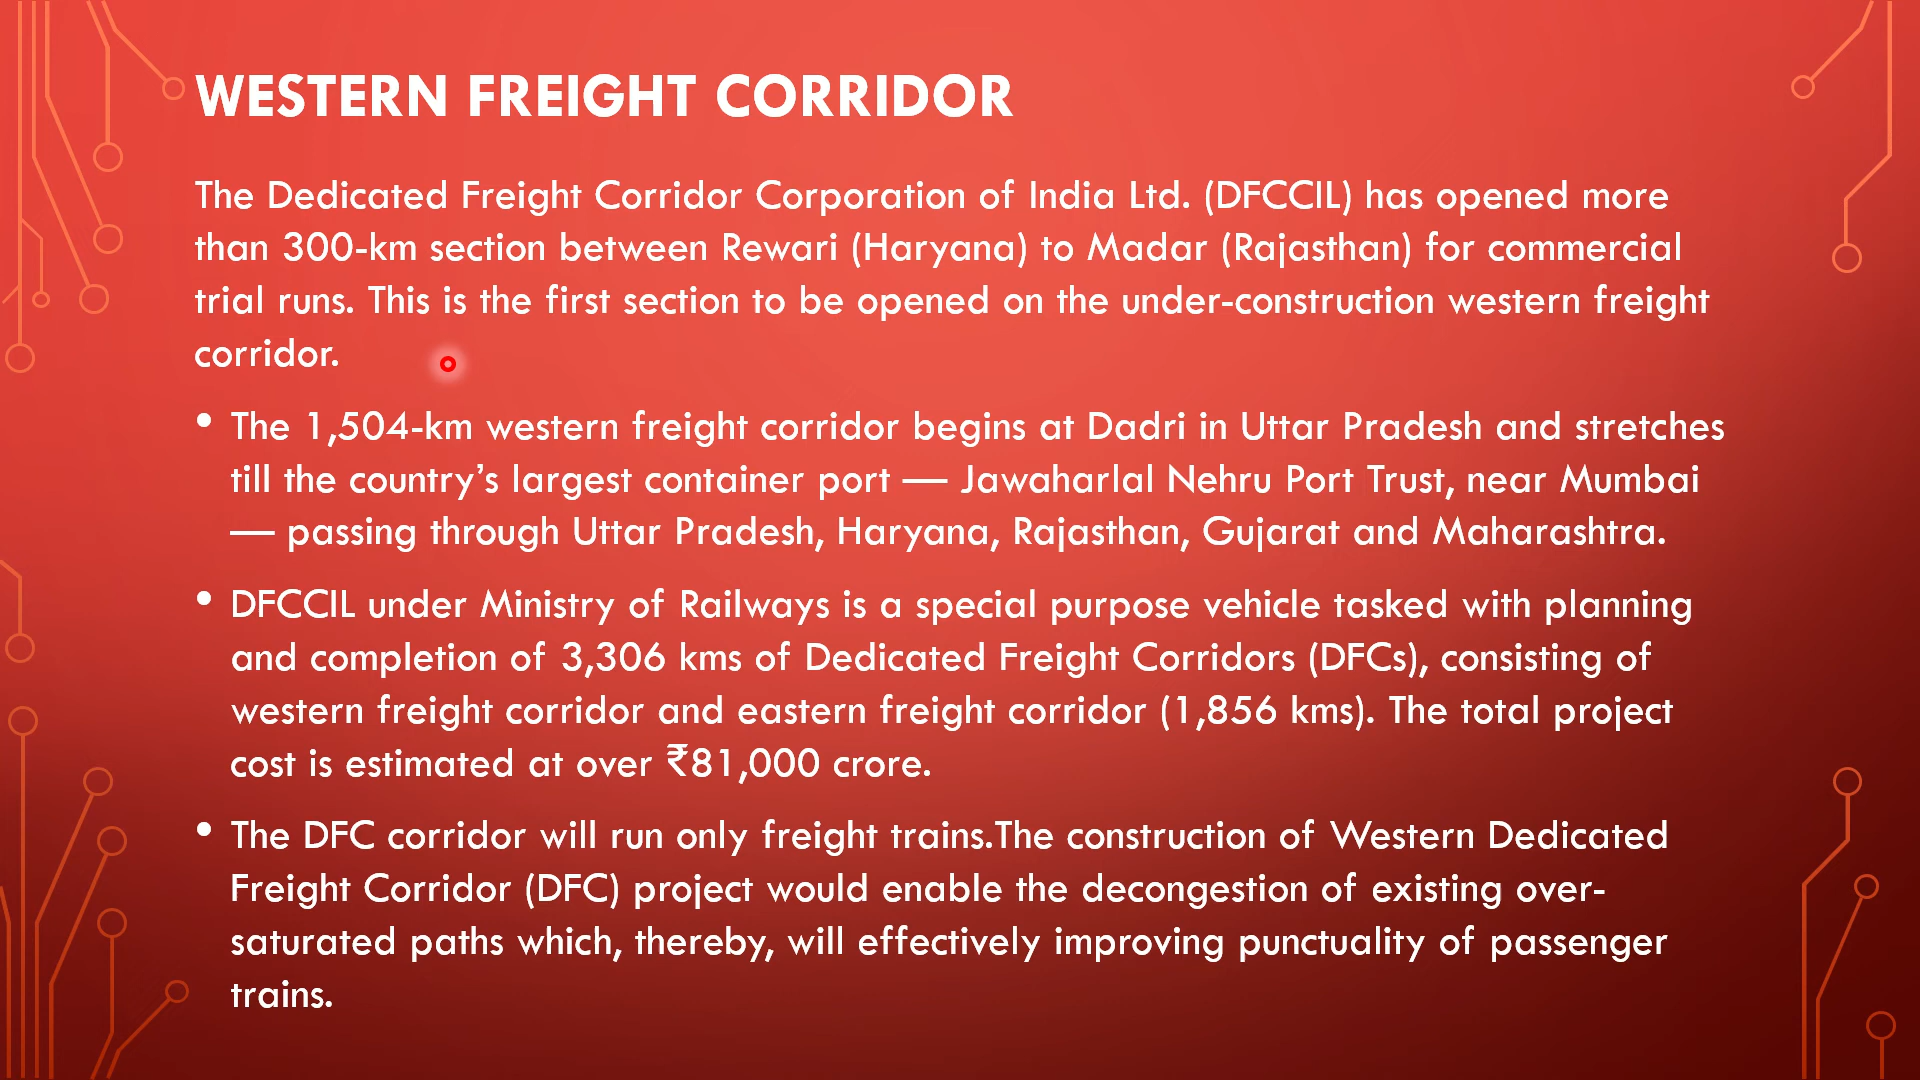 WESTERN FREIGHT CORRIDOR
The Dedicated Freight Corridor Corporation of India Ltd. (DFCCIL) has opened more
than 300-km section between Rewari (Haryana) to Madar (Rajasthan) for commercial
trial runs. This is the first section to be opened on the under-construction western freight
corridor.
• The 1,504-km western freight corridor begins at Dadri in Uttar Pradesh and stretches
till the country’s largest container port — Jawaharlal Nehru Port Trust, near Mumbai
— passing through Uttar Pradesh, Haryana, Rajasthan, Gujarat and Maharashtra.
• DFCCIL under Ministry of Railways is a special purpose vehicle tasked with planning
and completion of 3,306 kms of Dedicated Freight Corridors (DFCs), consisting of
western freight corridor and eastern freight corridor (1,856 kms). The total project
cost is estimated at over ₹81,000 crore.
• The DFC corridor will run only freight trains.The construction of Western Dedicated
Freight Corridor (DFC) project would enable the decongestion of existing over-
saturated paths which, thereby, will effectively improving punctuality of passenger
trains.